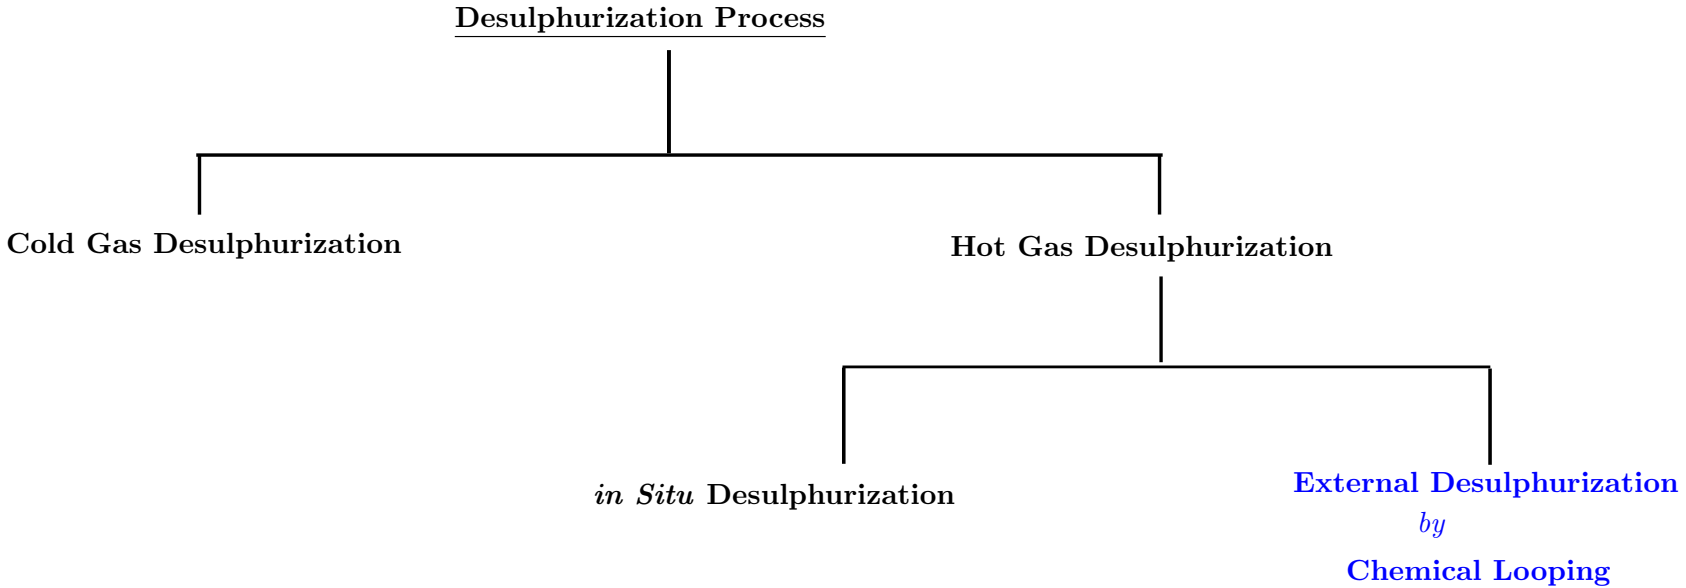 Desulphurization Process
Cold Gas Desulphurization
Hot Gas Desulphurization
in Situ Desulphurization
External Desulphurization
by
Chemical Looping